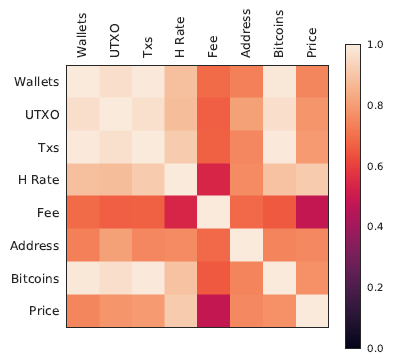 Wallets
UTXO
Txs
H Rate
Fee
Address
Bitcoins
Price
Wallets
UTXO
Txs
H Rate
Fee
Address
Bitcoins
Price
1.0
0.8
0.6
0.4
0.2
0.0